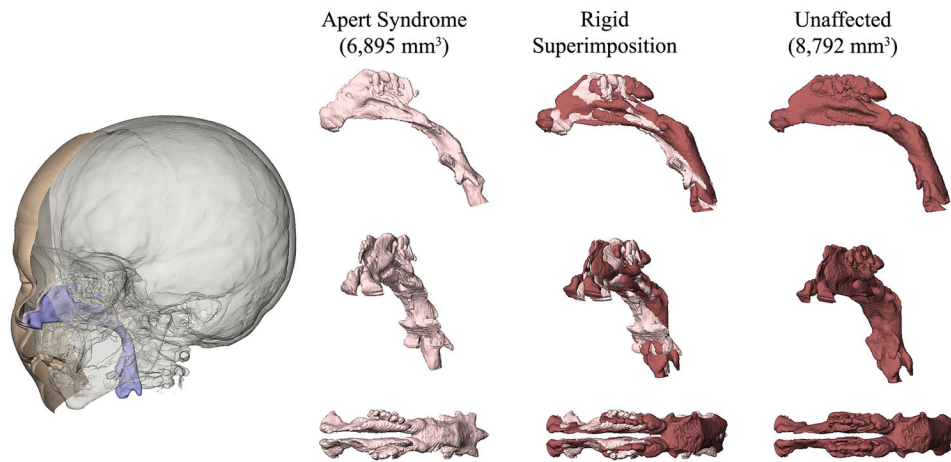 Apert Syndrome
(6,895 mm³)
Rigid
Superimposition
Unaffected
(8,792 mm³)